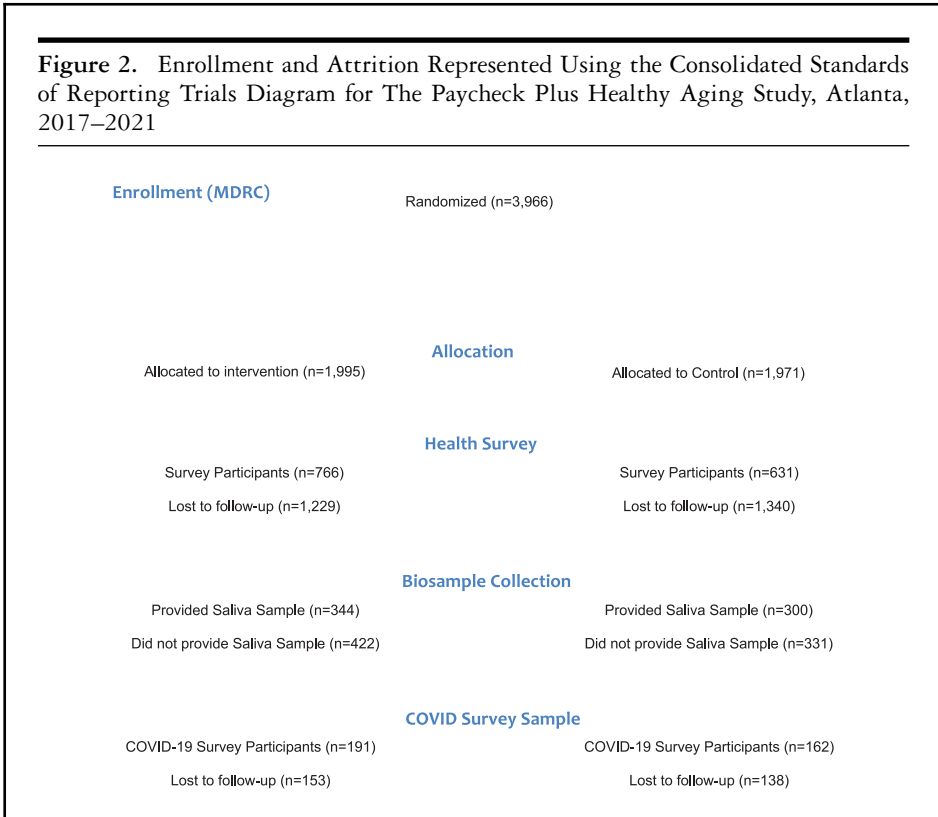 Figure 2. Enrollment and Attrition Represented Using the Consolidated Standards
of Reporting Trials Diagram for The Paycheck Plus Healthy Aging Study, Atlanta,
2017–2021
Enrollment (MDRC)
Randomized (n=3,966)
Allocation
Allocated to intervention (n=1,995)
Allocated to Control (n=1,971)
Health Survey
Survey Participants (n=766)
Survey Participants (n=631)
Lost to follow-up (n=1,229)
Lost to follow-up (n=1,340)
Biosample Collection
Provided Saliva Sample (n=344)
Provided Saliva Sample (n=300)
Did not provide Saliva Sample (n=422)
Did not provide Saliva Sample (n=331)
COVID Survey Sample
COVID-19 Survey Participants (n=191)
COVID-19 Survey Participants (n=162)
Lost to follow-up (n=153)
Lost to follow-up (n=138)